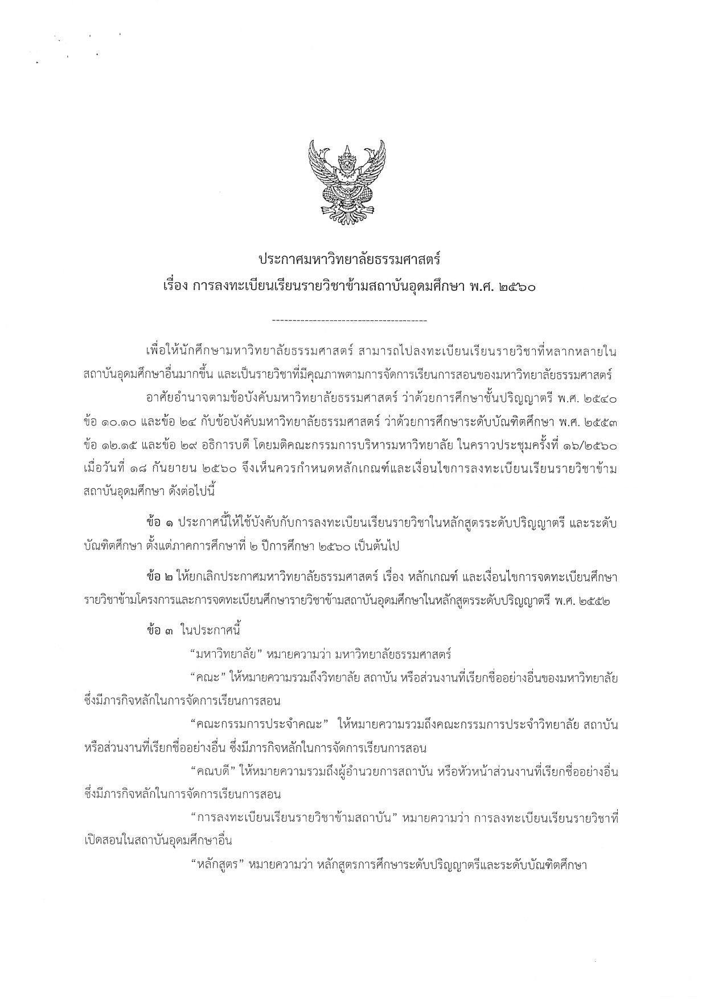 ประกาศมหาวิทยาลัยธรรมศาสตร์
เรื่อง การลงทะเบียนเรียนรายวิชาข้ามสถาบันอุดมศึกษา พ.ศ. ๒๕๖๐
--------------------------------------
เพื่อให้นักศึกษามหาวิทยาลัยธรรมศาสตร์ สามารถไปลงทะเบียนเรียนรายวิชาที่หลากหลายใน
สถาบันอุดมศึกษาอื่นมากขึ้น และเป็นรายวิชาที่มีคุณภาพตามการจัดการเรียนการสอนของมหาวิทยาลัยธรรมศาสตร์
อาศัยอำนาจตามข้อบังคับมหาวิทยาลัยธรรมศาสตร์ ว่าด้วยการศึกษาชั้นปริญญาตรี พ.ศ. ๒๕๔๐
ข้อ ๑๐.๑๐ และข้อ ๒๔ กับข้อบังคับมหาวิทยาลัยธรรมศาสตร์ ว่าด้วยการศึกษาระดับบัณฑิตศึกษา พ.ศ. ๒๕๕๓
ข้อ ๑๒.๑๕ และข้อ ๒๙ อธิการบดี โดยมติคณะกรรมการบริหารมหาวิทยาลัย ในคราวประชุมครั้งที่ ๑๖/๒๕๖๐
เมื่อวันที่ ๑๘ กันยายน ๒๕๖๐ จึงเห็นควรกำหนดหลักเกณฑ์และเงื่อนไขการลงทะเบียนเรียนรายวิชาข้าม
สถาบันอุดมศึกษา ดังต่อไปนี้
ข้อ ๑ ประกาศนี้ให้ใช้บังคับกับการลงทะเบียนเรียนรายวิชาในหลักสูตรระดับปริญญาตรี และระดับ
บัณฑิตศึกษา ตั้งแต่ภาคการศึกษาที่ ๒ ปีการศึกษา ๒๕๖๐ เป็นต้นไป
ข้อ ๒ ให้ยกเลิกประกาศมหาวิทยาลัยธรรมศาสตร์ เรื่อง หลักเกณฑ์ และเงื่อนไขการจดทะเบียนศึกษา
รายวิชาข้ามโครงการและการจดทะเบียนศึกษารายวิชาข้ามสถาบันอุดมศึกษาในหลักสูตรระดับปริญญาตรี พ.ศ. ๒๕๕๒
ข้อ ๓ ในประกาศนี้
“มหาวิทยาลัย” หมายความว่า มหาวิทยาลัยธรรมศาสตร์
“คณะ” ให้หมายความรวมถึงวิทยาลัย สถาบัน หรือส่วนงานที่เรียกชื่ออย่างอื่นของมหาวิทยาลัย
ซึ่งมีภารกิจหลักในการจัดการเรียนการสอน
“คณะกรรมการประจำคณะ” ให้หมายความรวมถึงคณะกรรมการประจำวิทยาลัย สถาบัน
หรือส่วนงานที่เรียกชื่ออย่างอื่น ซึ่งมีภารกิจหลักในการจัดการเรียนการสอน
“คณบดี” ให้หมายความรวมถึงผู้อำนวยการสถาบัน หรือหัวหน้าส่วนงานที่เรียกชื่ออย่างอื่น
ซึ่งมีภารกิจหลักในการจัดการเรียนการสอน
“การลงทะเบียนเรียนรายวิชาข้ามสถาบัน” หมายความว่า การลงทะเบียนเรียนรายวิชาที่
เปิดสอนในสถาบันอุดมศึกษาอื่น
“หลักสูตร” หมายความว่า หลักสูตรการศึกษาระดับปริญญาตรีและระดับบัณฑิตศึกษา